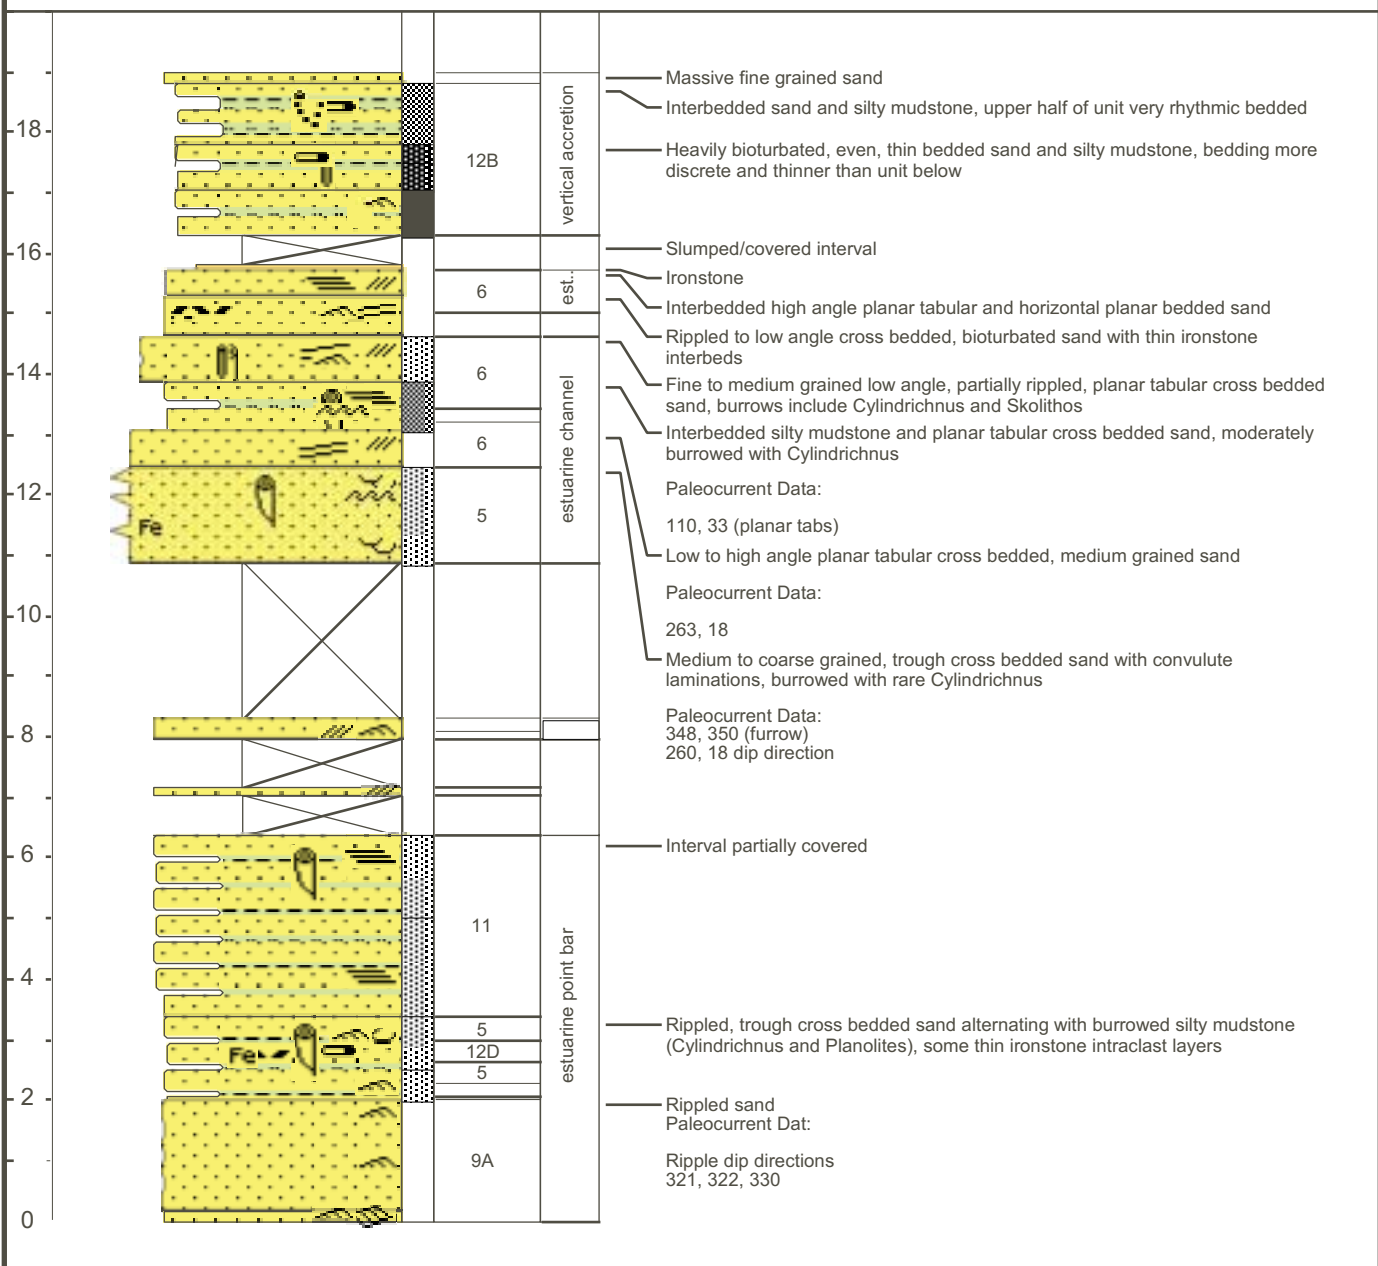 18
16
14
12
10
8
6
4
2
0
Fe
Fe
12B
6
6
6
5
11
5
12D
5
9A
vertical accretion
est..
estuarine channel
estuarine point bar
Massive fine grained sand
Interbedded sand and silty mudstone, upper half of unit very rhythmic bedded
Heavily bioturbated, even, thin bedded sand and silty mudstone, bedding more
discrete and thinner than unit below
Slumped/covered interval
Ironstone
Interbedded high angle planar tabular and horizontal planar bedded sand
Rippled to low angle cross bedded, bioturbated sand with thin ironstone
interbeds
Fine to medium grained low angle, partially rippled, planar tabular cross bedded
sand, burrows include Cylindrichnus and Skolithos
Interbedded silty mudstone and planar tabular cross bedded sand, moderately
burrowed with Cylindrichnus
Paleocurrent Data:
110, 33 (planar tabs)
Low to high angle planar tabular cross bedded, medium grained sand
Paleocurrent Data:
263, 18
Medium to coarse grained, trough cross bedded sand with convulute
laminations, burrowed with rare Cylindrichnus
Paleocurrent Data:
348, 350 (furrow)
260, 18 dip direction
Interval partially covered
Rippled, trough cross bedded sand alternating with burrowed silty mudstone
(Cylindrichnus and Planolites), some thin ironstone intraclast layers
Rippled sand
Paleocurrent Dat:
Ripple dip directions
321, 322, 330